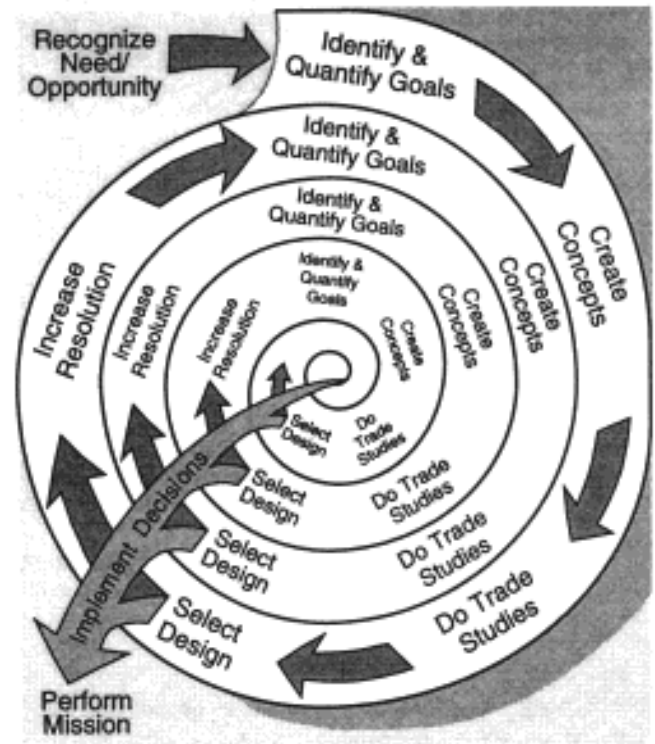 Recognize
Need/
Opportunity
Identify &
Quantify Goals
Create
Concepts
Do Trade
Studies
Select
Design
Increase
Resolution
Identify &
Quantify Goals
Create
Concepts
Do Trade
Studies
Select
Design
Increase
Resolution
Identify &
Quantify Goals
Create
Concepts
Do Trade
Studies
Select
Design
Increase
Resolution
Identify &
Quantify
Goals
Create
Concepts
Do
Trade
Studies
Select
Design
Implement Decisions
Perform
Mission